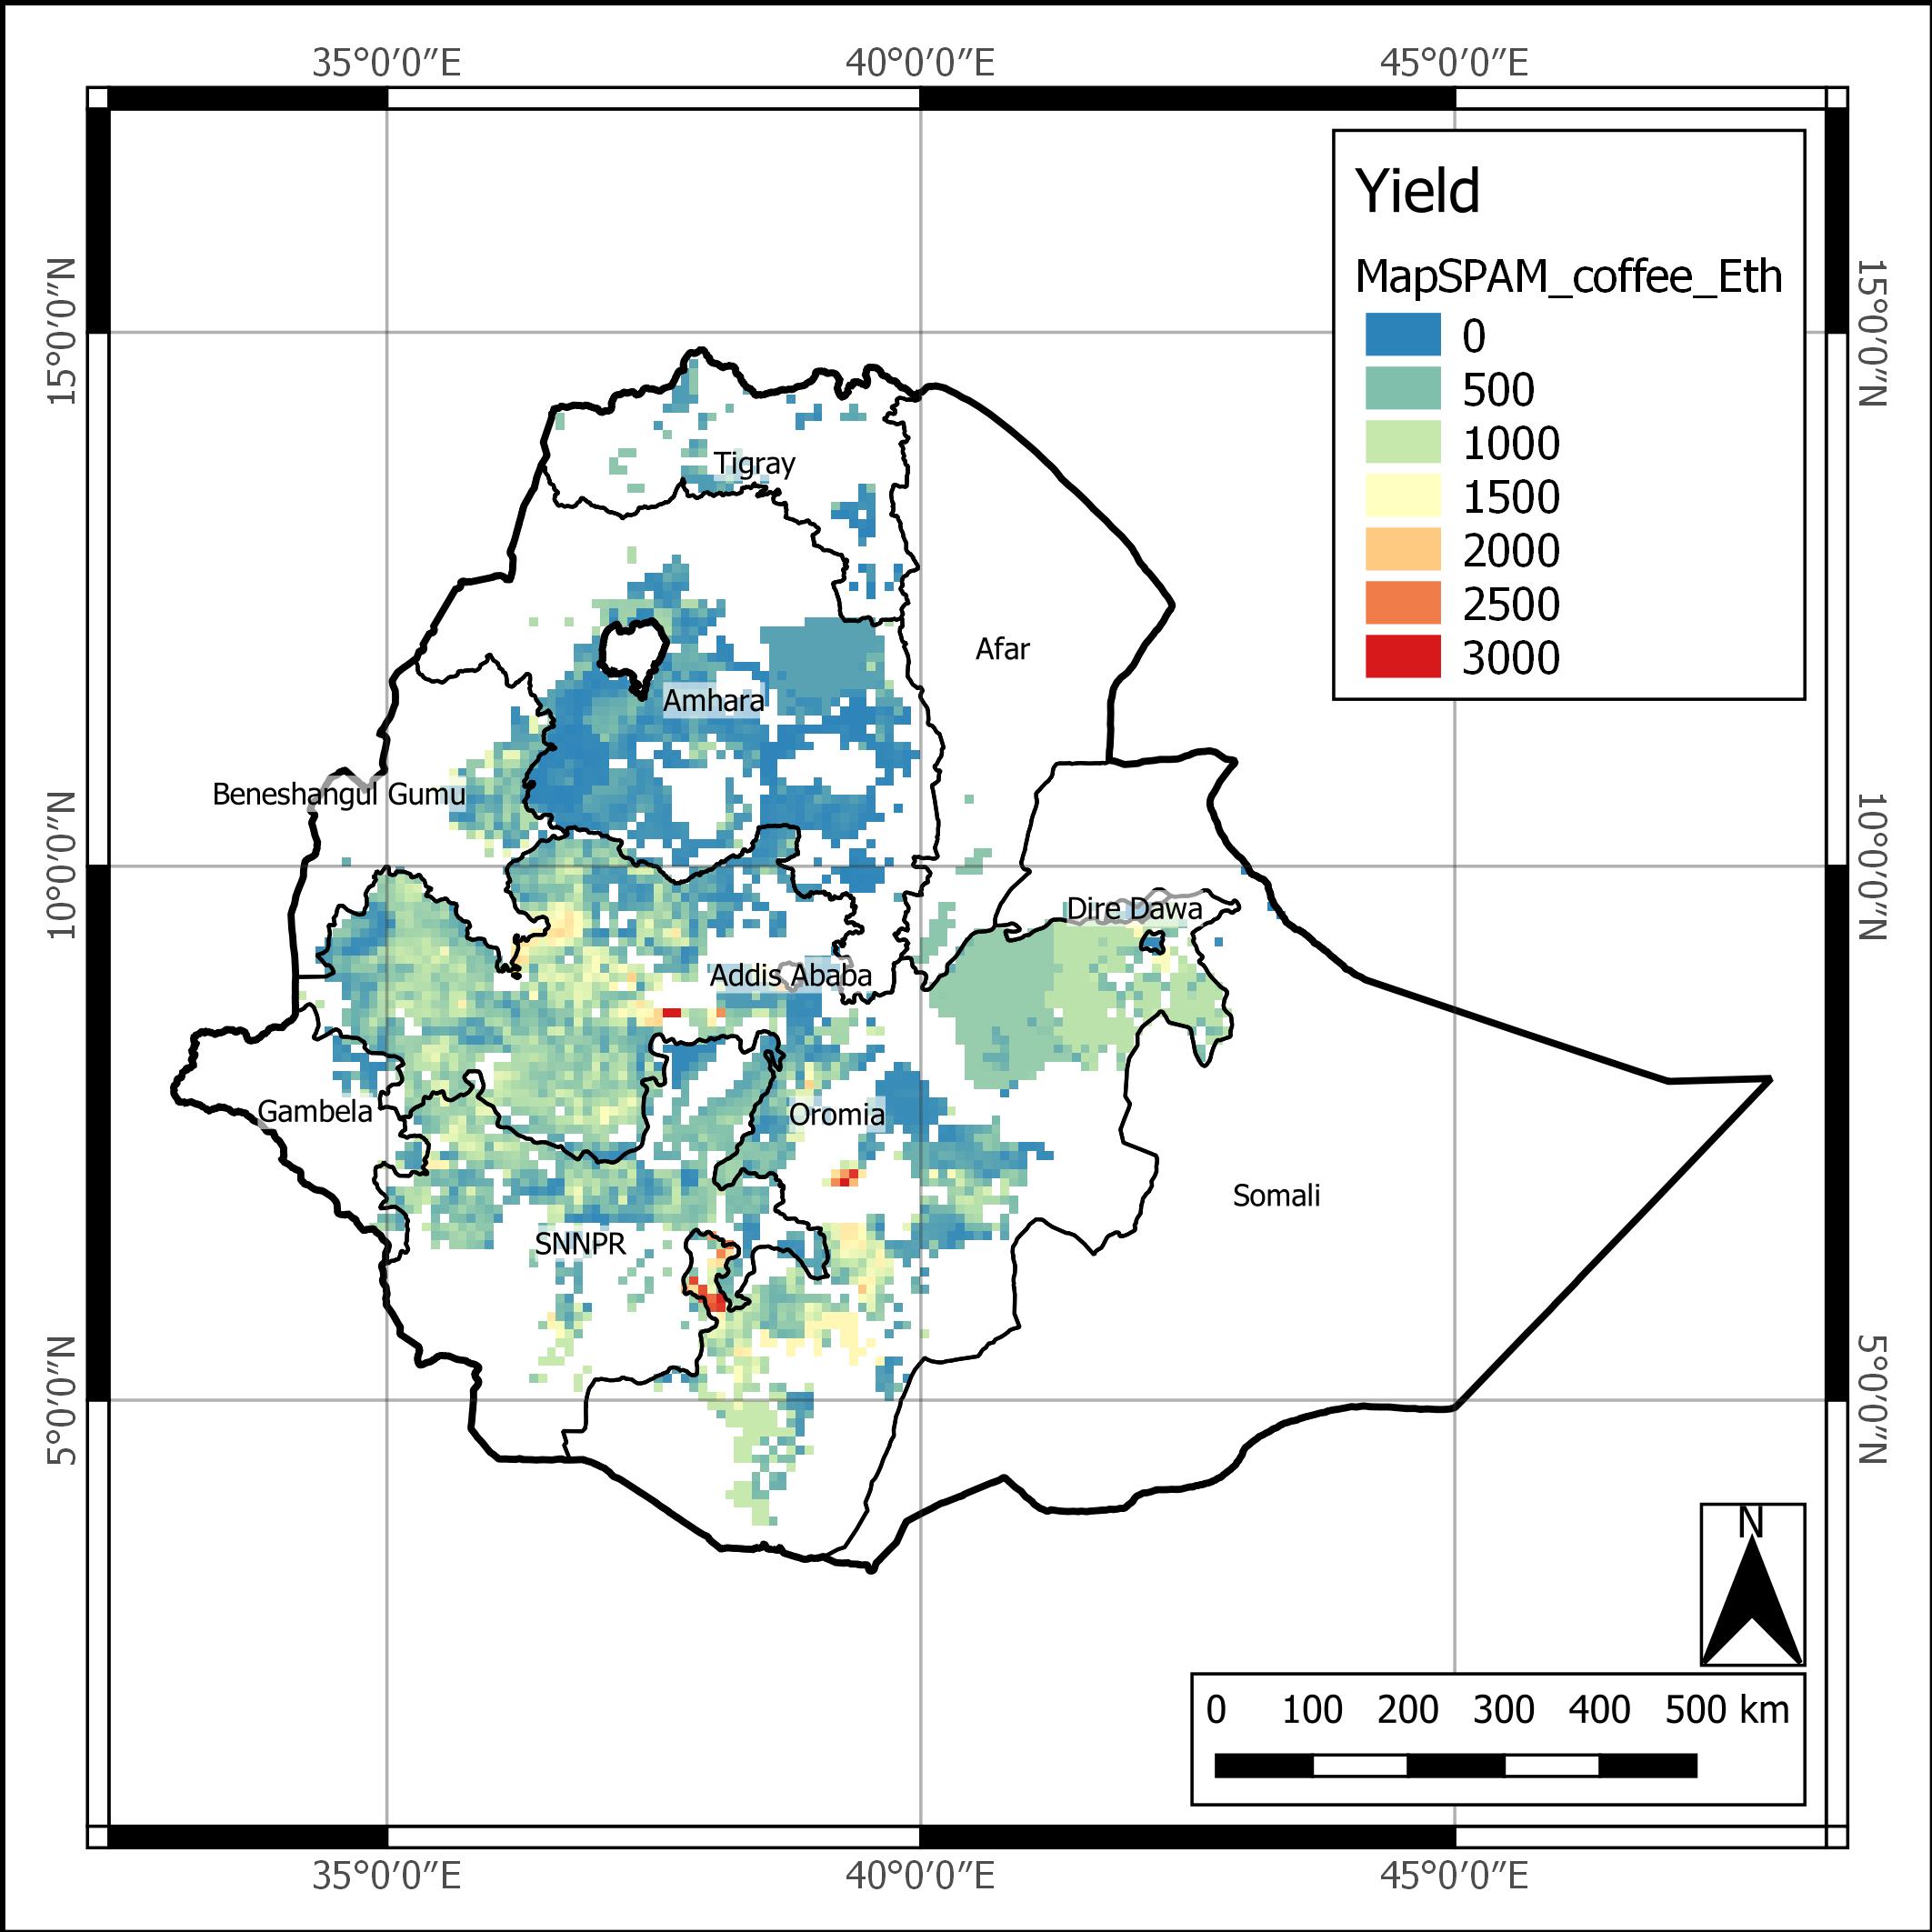 35°0′0″E 40°0′0″E 45°0′0″E
Yield
MapSPAM_coffee_Eth
0
500
1000
1500
2000
2500
3000
15°0′0″N 15°0′0″N
Tigray
Afar
Amhara
Beneshangul Gumu
10°0′0″N 10°0′0″N
Dire Dawa
Addis Ababa
Gambela
Oromia
Somali
SNNPR
5°0′0″N 5°0′0″N
N
0 100 200 300 400 500 km
35°0′0″E 40°0′0″E 45°0′0″E